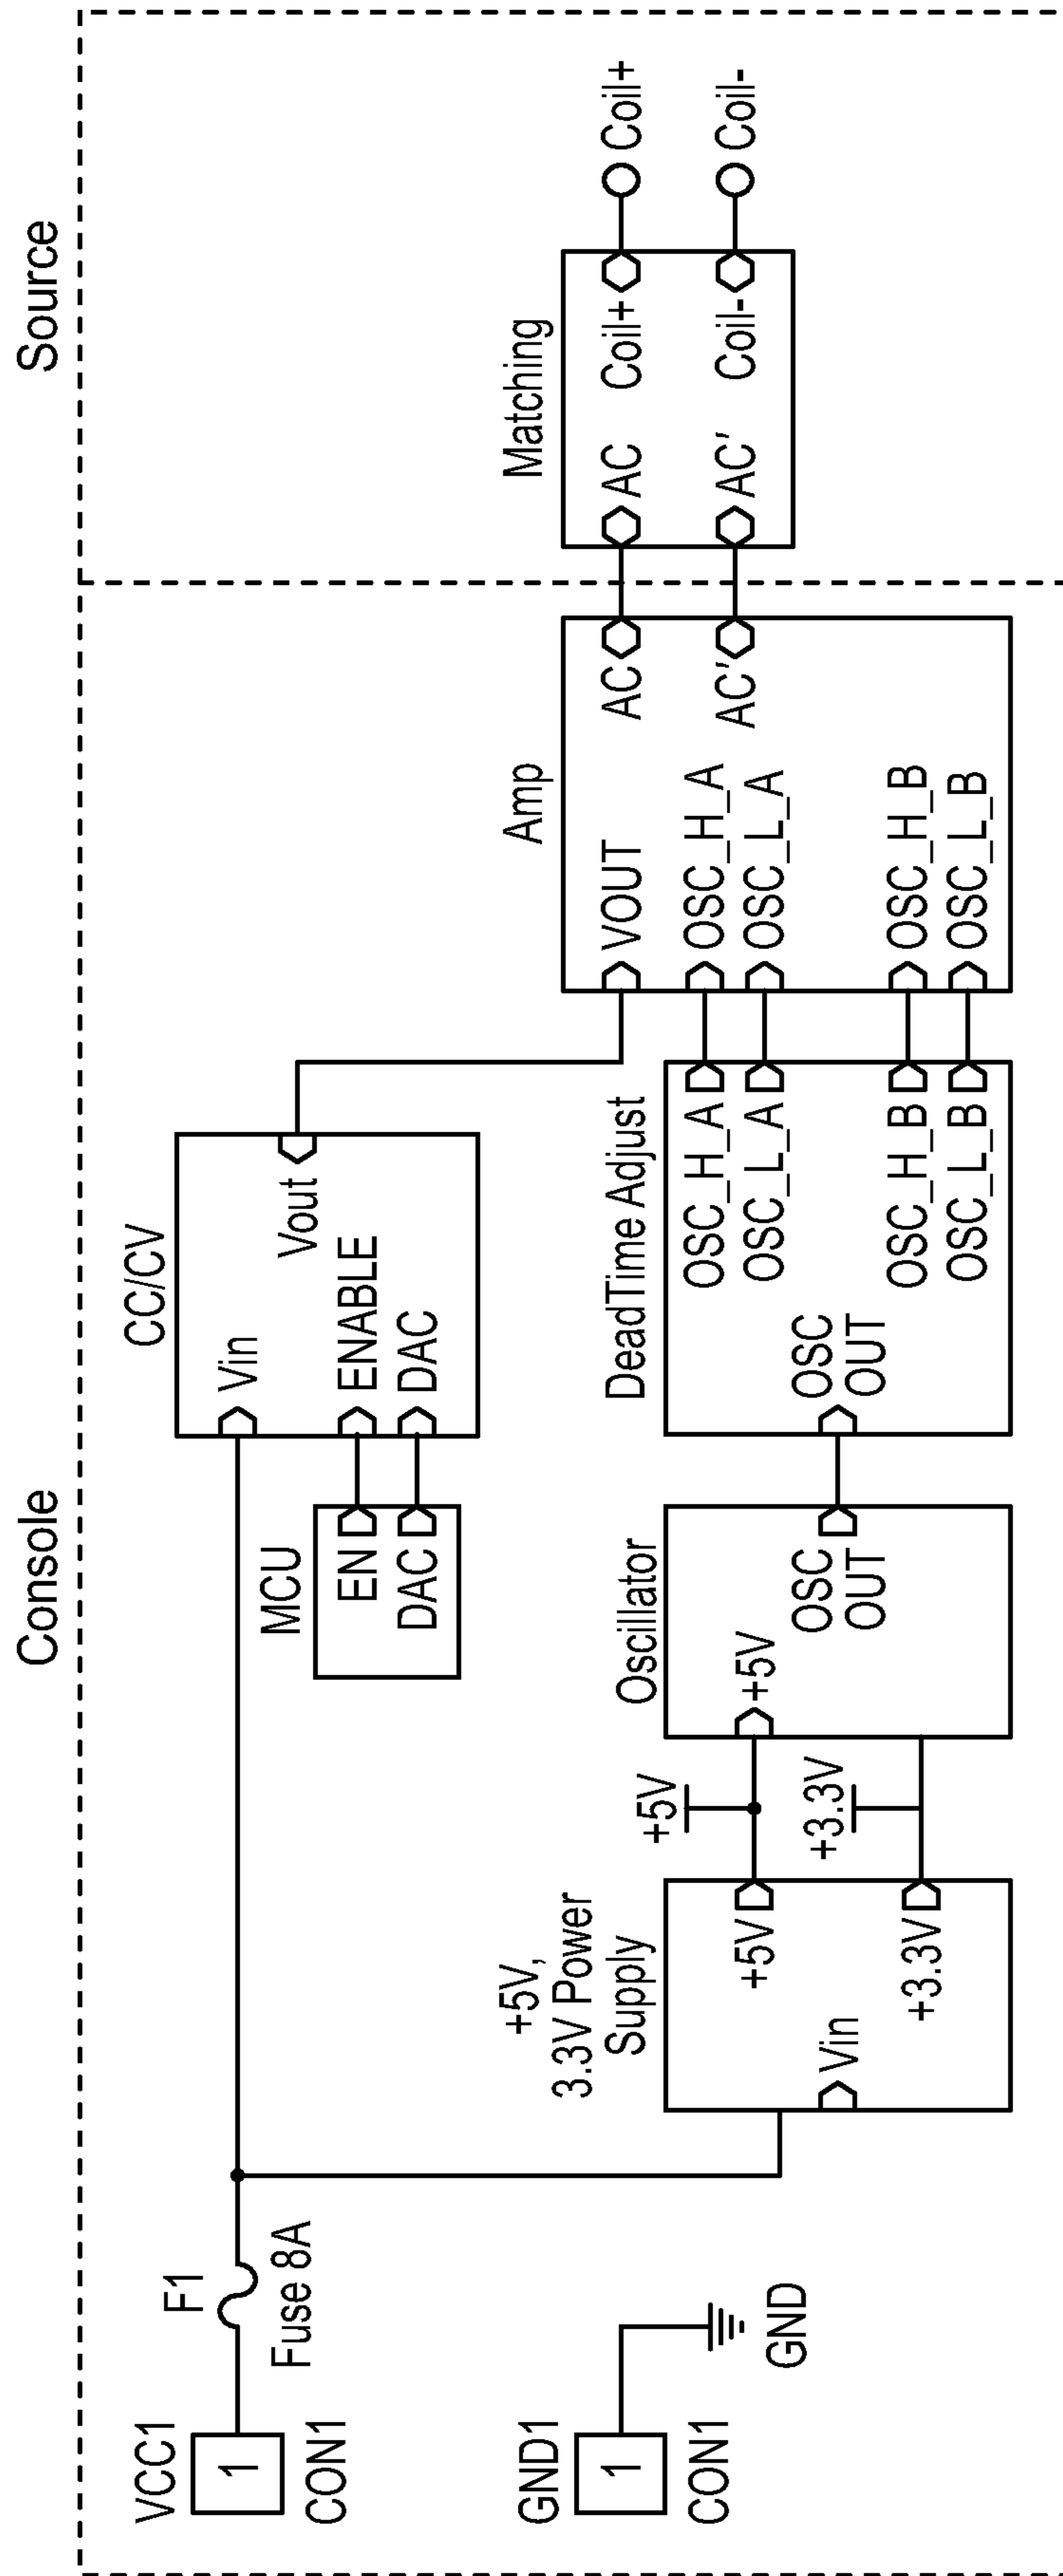 Console
Source
VCC1
1
CON1
F1
Fuse 8A
GND1
1
CON1
GND
+5V,
3.3V Power
Supply
Vin
+5V
+3.3V
+5V
+3.3V
Oscillator
+5V
OSC
OUT
MCU
EN
DAC
CC/CV
Vin
ENABLE
DAC
Vout
DeadTime Adjust
OSC
OUT
OSC_H_A
OSC_L_A
OSC_H_B
OSC_L_B
Amp
VOUT
OSC_H_A
OSC_L_A
OSC_H_B
OSC_L_B
AC
AC'
Matching
AC
AC'
Coil+
Coil-
Coil+
Coil-